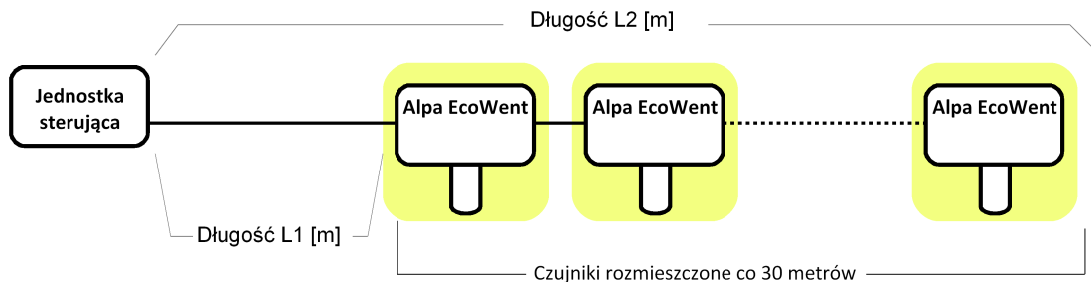 Długość L2 [m]
Jednostka
sterująca
Alpa EcoWent
Alpa EcoWent
Alpa EcoWent
Długość L1 [m]
Czujniki rozmieszczone co 30 metrów